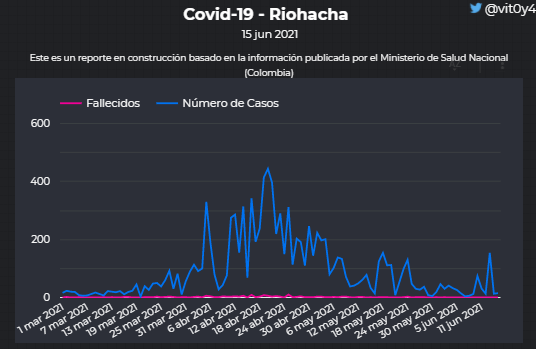 Covid-19 - Riohacha
@vit0y4
15 jun 2021
Este es un reporte en construcción basado en la información publicada por el Ministerio de Salud Nacional
(Colombia)
Fallecidos Número de Casos
600
400
200
0
1 mar 2021
7 mar 2021
13 mar 2021
19 mar 2021
25 mar 2021
31 mar 2021
6 abr 2021
12 abr 2021
18 abr 2021
24 abr 2021
30 abr 2021
6 may 2021
12 may 2021
18 may 2021
24 may 2021
30 may 2021
5 jun 2021
11 jun 2021